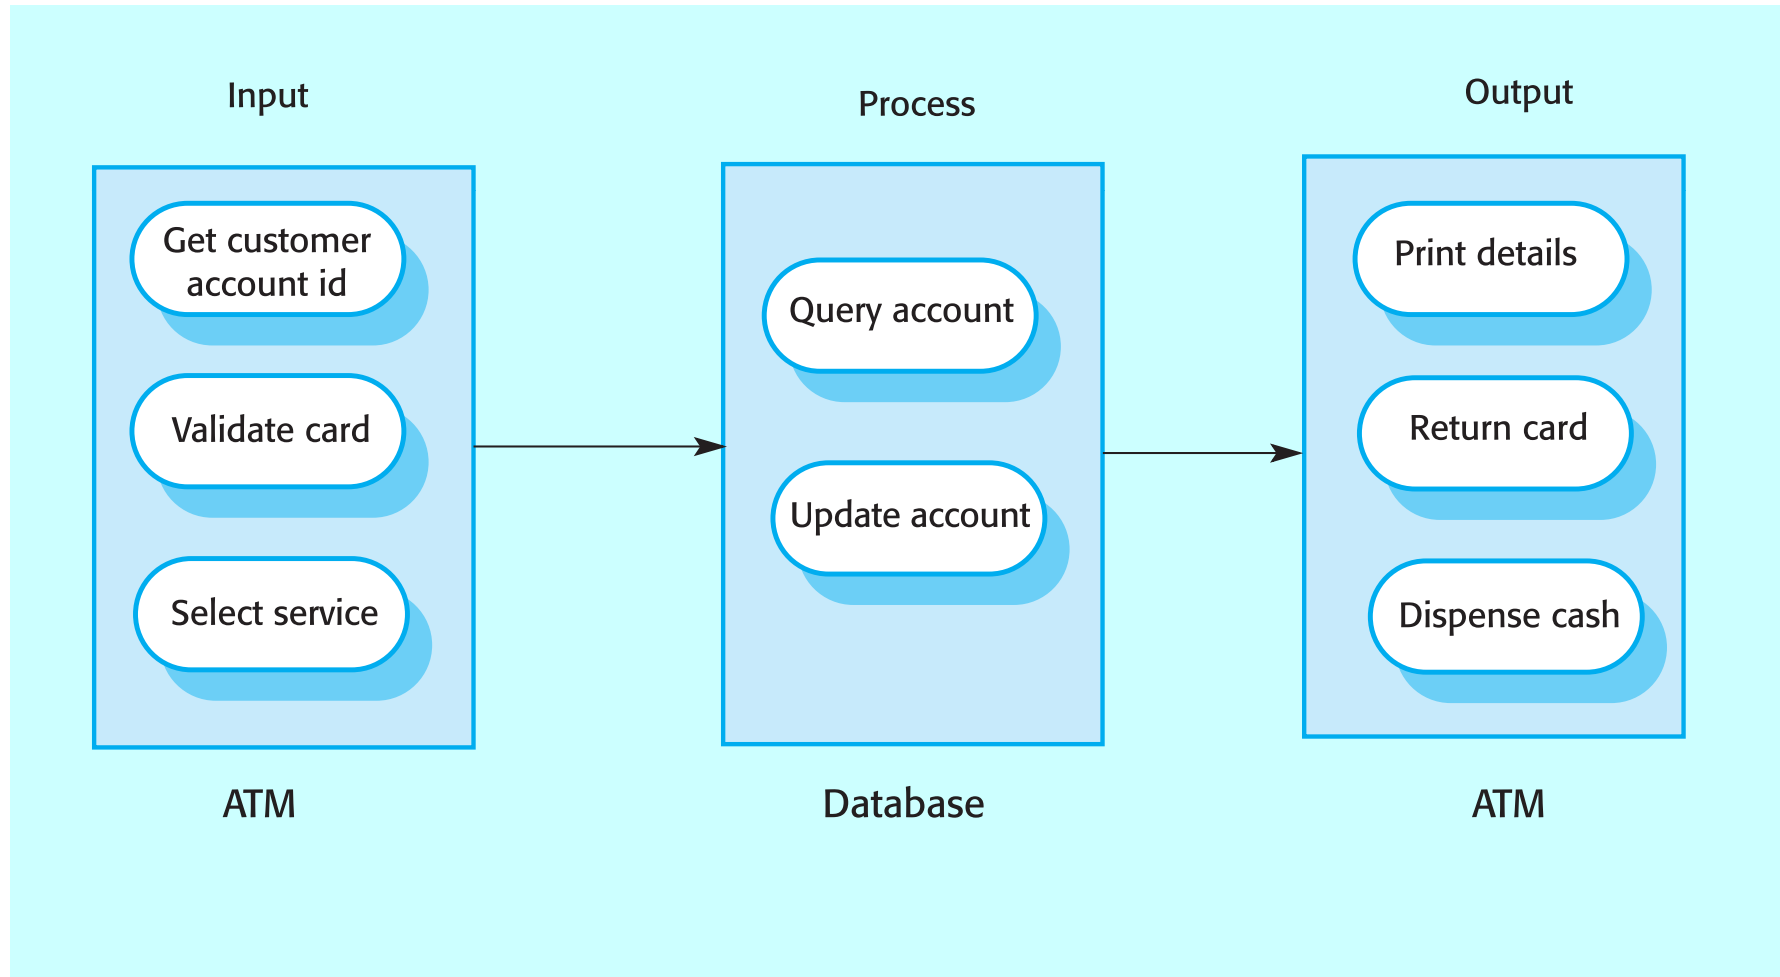 Input
Process
Output
Get customer
account id
Validate card
Select service
Query account
Update account
Print details
Return card
Dispense cash
ATM
Database
ATM